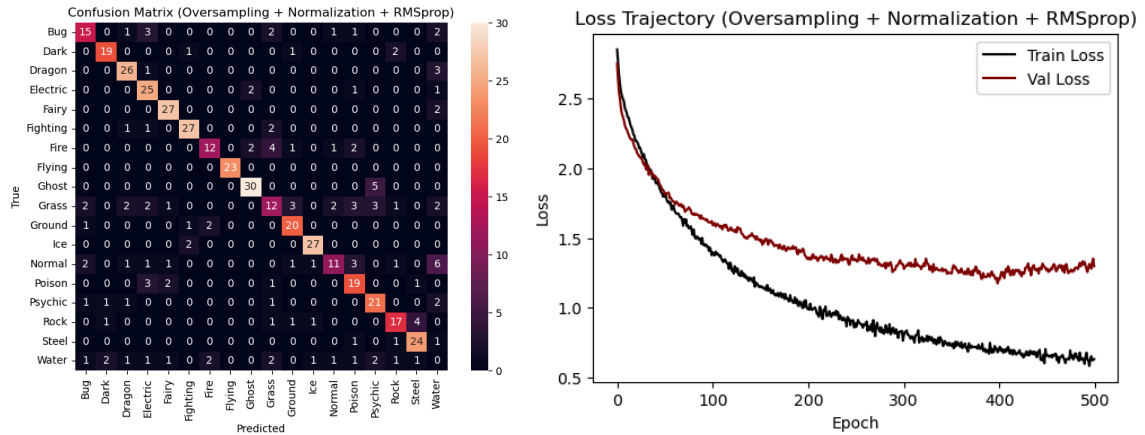 Confusion Matrix (Oversampling + Normalization + RMSprop)
Bug 15 0 1 3 0 0 0 0 0 2 0 0 1 1 0 0 0 2
Dark 0 19 0 0 0 1 0 0 0 0 1 0 0 0 0 2 0 0
Dragon 0 0 26 1 0 0 0 0 0 0 0 0 0 0 0 0 0 3
Electric 0 0 0 25 0 0 0 0 2 0 0 0 0 1 0 0 0 1
Fairy 0 0 0 0 27 0 0 0 0 0 0 0 0 0 0 0 0 2
Fighting 0 0 1 1 0 27 0 0 0 2 0 0 0 0 0 0 0 0
Fire 0 0 0 0 0 0 12 0 2 4 1 0 1 2 0 0 0 0
Flying 0 0 0 0 0 0 0 23 0 0 0 0 0 0 0 0 0 0
Ghost 0 0 0 0 0 0 0 0 30 0 0 0 0 0 5 0 0 0
Grass 2 0 2 2 1 0 0 0 0 12 3 0 2 3 3 1 0 2
Ground 1 0 0 0 0 1 2 0 0 0 20 0 0 0 0 0 0 0
Ice 0 0 0 0 0 2 0 0 0 0 0 27 0 0 0 0 0 0
Normal 2 0 1 1 1 0 0 0 0 0 1 1 11 3 0 1 0 6
Poison 0 0 0 3 2 0 0 0 0 1 0 0 0 19 0 0 1 0
Psychic 1 1 1 0 0 0 0 0 0 1 0 0 0 0 21 0 0 2
Rock 0 1 0 0 0 0 0 0 0 1 1 1 0 0 0 17 4 0
Steel 0 0 0 0 0 0 0 0 0 0 0 0 0 1 0 1 24 1
Water 1 2 1 1 1 0 2 0 0 2 0 1 1 1 2 1 1 0
True
Bug Dark Dragon Electric Fairy Fighting Fire Flying Ghost Grass Ground Ice Normal Poison Psychic Rock Steel Water
Predicted
30
25
20
15
10
5
0
Loss Trajectory (Oversampling + Normalization + RMSprop)
Train Loss
Val Loss
2.5
2.0
1.5
1.0
0.5
Loss
0 100 200 300 400 500
Epoch